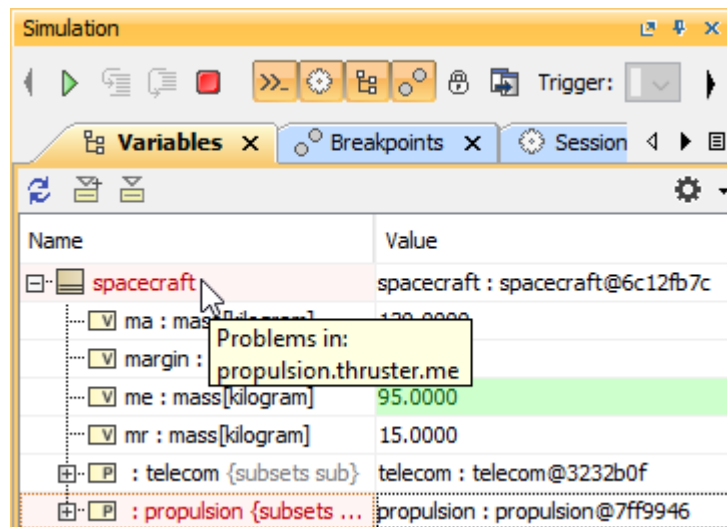 Simulation
Trigger:
Variables Breakpoints Session
Name Value
spacecraft spacecraft : spacecraft@6c12fb7c
ma : mass[kilogram]
Problems in:
propulsion.thruster.me
margin :
me : mass[kilogram] 95.0000
mr : mass[kilogram] 15.0000
: telecom {subsets sub} telecom : telecom@3232b0f
: propulsion {subsets ... propulsion : propulsion@7ff9946